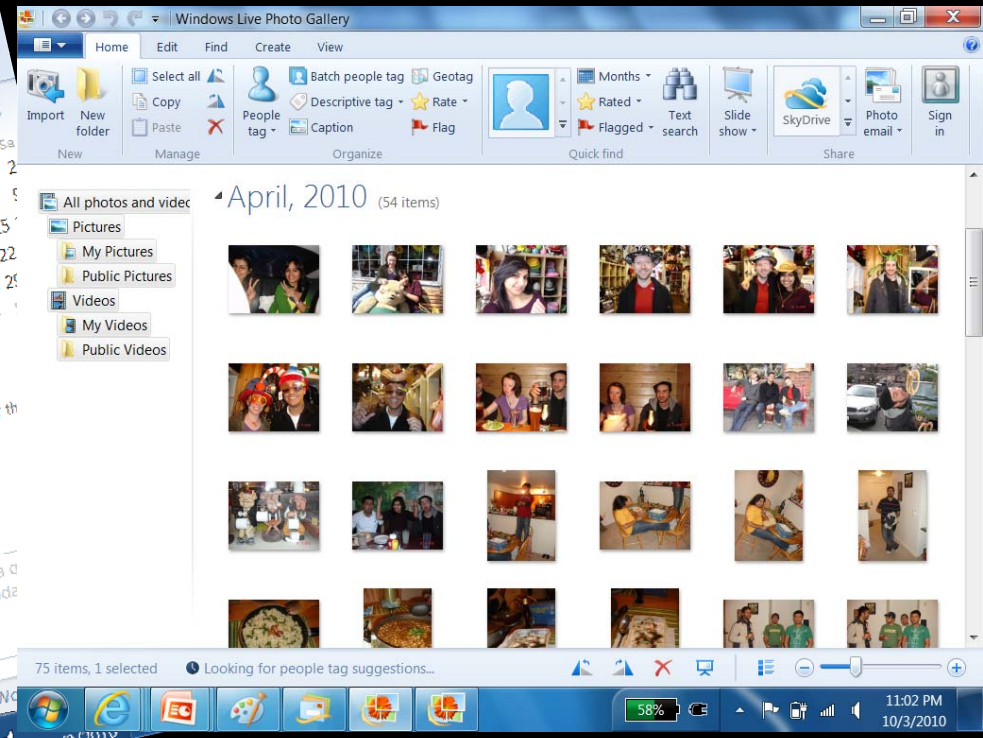 Windows Live Photo Gallery
Home Edit Find Create View
Import
New folder
Select all
Copy
Paste
People tag
Batch people tag
Descriptive tag
Caption
Geotag
Rate
Flag
Months
Rated
Flagged
Text search
Slide show
SkyDrive
Photo email
Sign in
New Manage Organize Quick find Share
All photos and videc
Pictures
My Pictures
Public Pictures
Videos
My Videos
Public Videos
April, 2010 (54 items)
75 items, 1 selected Looking for people tag suggestions...
58%
11:02 PM
10/3/2010